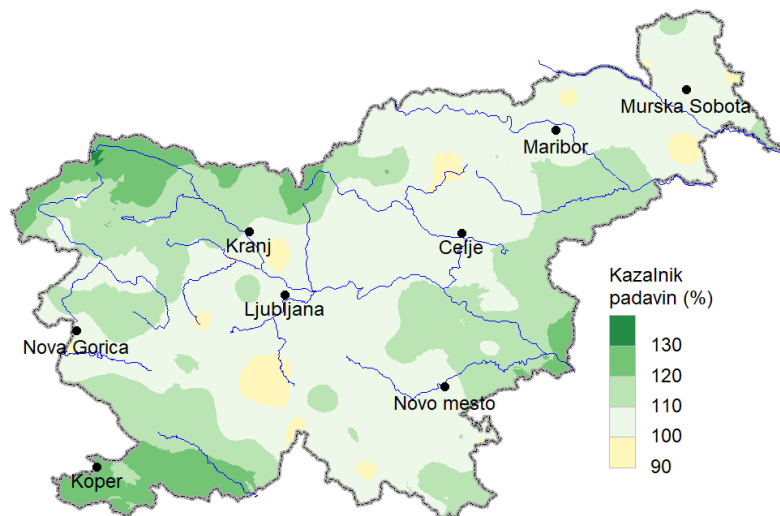 Murska Sobota
Maribor
Kranj
Celje
Ljubljana
Nova Gorica
Novo mesto
Koper
Kazalnik
padavin (%)
130
120
110
100
90